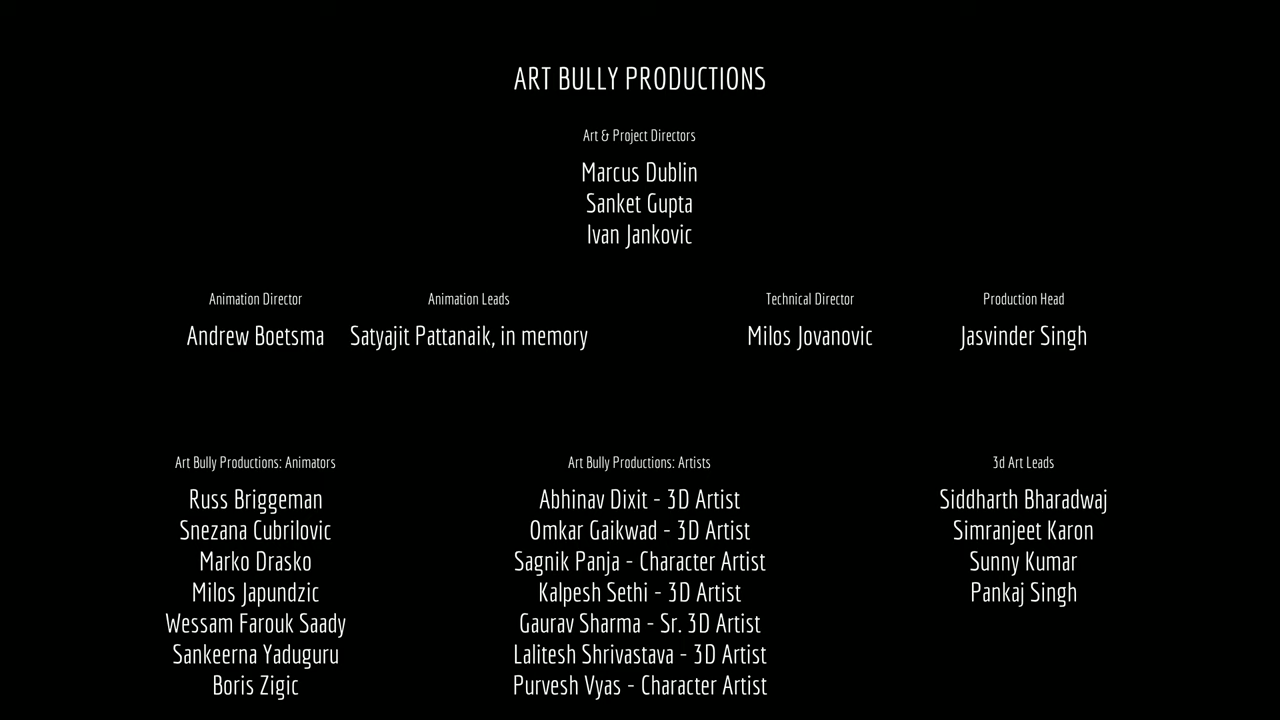 ART BULLY PRODUCTIONS
Art & Project Directors
Marcus Dublin
Sanket Gupta
Ivan Jankovic
Animation Director
Andrew Boetsma
Animation Leads
Satyajit Pattanaik, in memory
Technical Director
Milos Jovanovic
Production Head
Jasvinder Singh
Art Bully Productions: Animators
Russ Briggeman
Snezana Cubrilovic
Marko Drasko
Milos Japundzic
Wessam Farouk Saady
Sankeerna Yaduguru
Boris Zigic
Art Bully Productions: Artists
Abhinav Dixit - 3D Artist
Omkar Gaikwad - 3D Artist
Sagnik Panja - Character Artist
Kalpesh Sethi - 3D Artist
Gaurav Sharma - Sr. 3D Artist
Lalitesh Shrivastava - 3D Artist
Purvesh Vyas - Character Artist
3d Art Leads
Siddharth Bharadwaj
Simranjeet Karon
Sunny Kumar
Pankaj Singh